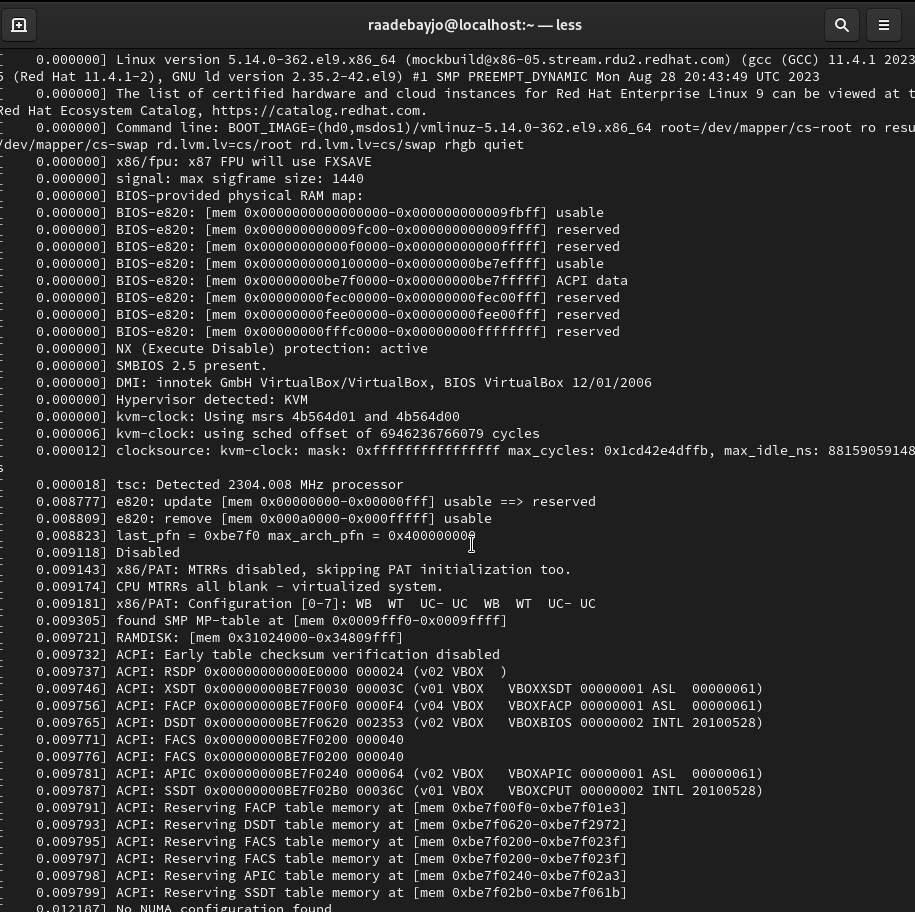 raadebayjo@localhost:~ — less
[    0.000000] Linux version 5.14.0-362.el9.x86_64 (mockbuild@x86-05.stream.rdu2.redhat.com) (gcc (GCC) 11.4.1 2023
5 (Red Hat 11.4.1-2), GNU ld version 2.35.2-42.el9) #1 SMP PREEMPT_DYNAMIC Mon Aug 28 20:43:49 UTC 2023
[    0.000000] The list of certified hardware and cloud instances for Red Hat Enterprise Linux 9 can be viewed at t
Red Hat Ecosystem Catalog, https://catalog.redhat.com.
[    0.000000] Command line: BOOT_IMAGE=(hd0,msdos1)/vmlinuz-5.14.0-362.el9.x86_64 root=/dev/mapper/cs-root ro resu
/dev/mapper/cs-swap rd.lvm.lv=cs/root rd.lvm.lv=cs/swap rhgb quiet
[    0.000000] x86/fpu: x87 FPU will use FXSAVE
[    0.000000] signal: max sigframe size: 1440
[    0.000000] BIOS-provided physical RAM map:
[    0.000000] BIOS-e820: [mem 0x0000000000000000-0x000000000009fbff] usable
[    0.000000] BIOS-e820: [mem 0x000000000009fc00-0x000000000009ffff] reserved
[    0.000000] BIOS-e820: [mem 0x00000000000f0000-0x00000000000fffff] reserved
[    0.000000] BIOS-e820: [mem 0x0000000000100000-0x00000000be7effff] usable
[    0.000000] BIOS-e820: [mem 0x00000000be7f0000-0x00000000be7fffff] ACPI data
[    0.000000] BIOS-e820: [mem 0x00000000fec00000-0x00000000fec00fff] reserved
[    0.000000] BIOS-e820: [mem 0x00000000fee00000-0x00000000fee00fff] reserved
[    0.000000] BIOS-e820: [mem 0x00000000fffc0000-0x00000000ffffffff] reserved
[    0.000000] NX (Execute Disable) protection: active
[    0.000000] SMBIOS 2.5 present.
[    0.000000] DMI: innotek GmbH VirtualBox/VirtualBox, BIOS VirtualBox 12/01/2006
[    0.000000] Hypervisor detected: KVM
[    0.000000] kvm-clock: Using msrs 4b564d01 and 4b564d00
[    0.000006] kvm-clock: using sched offset of 6946236766079 cycles
[    0.000012] clocksource: kvm-clock: mask: 0xffffffffffffffff max_cycles: 0x1cd42e4dffb, max_idle_ns: 88159059148
s
[    0.000018] tsc: Detected 2304.008 MHz processor
[    0.008777] e820: update [mem 0x00000000-0x00000fff] usable ==> reserved
[    0.008809] e820: remove [mem 0x000a0000-0x000fffff] usable
[    0.008823] last_pfn = 0xbe7f0 max_arch_pfn = 0x400000000
[    0.009118] Disabled
[    0.009143] x86/PAT: MTRRs disabled, skipping PAT initialization too.
[    0.009174] CPU MTRRs all blank - virtualized system.
[    0.009181] x86/PAT: Configuration [0-7]: WB  WT  UC- UC  WB  WT  UC- UC
[    0.009305] found SMP MP-table at [mem 0x0009fff0-0x0009ffff]
[    0.009721] RAMDISK: [mem 0x31024000-0x34809fff]
[    0.009732] ACPI: Early table checksum verification disabled
[    0.009737] ACPI: RSDP 0x00000000000E0000 000024 (v02 VBOX  )
[    0.009746] ACPI: XSDT 0x00000000BE7F0030 00003C (v01 VBOX   VBOXXSDT 00000001 ASL  00000061)
[    0.009756] ACPI: FACP 0x00000000BE7F00F0 0000F4 (v04 VBOX   VBOXFACP 00000001 ASL  00000061)
[    0.009765] ACPI: DSDT 0x00000000BE7F0620 002353 (v02 VBOX   VBOXBIOS 00000002 INTL 20100528)
[    0.009771] ACPI: FACS 0x00000000BE7F0200 000040
[    0.009776] ACPI: FACS 0x00000000BE7F0200 000040
[    0.009781] ACPI: APIC 0x00000000BE7F0240 000064 (v02 VBOX   VBOXAPIC 00000001 ASL  00000061)
[    0.009787] ACPI: SSDT 0x00000000BE7F02B0 00036C (v01 VBOX   VBOXCPUT 00000002 INTL 20100528)
[    0.009791] ACPI: Reserving FACP table memory at [mem 0xbe7f00f0-0xbe7f01e3]
[    0.009793] ACPI: Reserving DSDT table memory at [mem 0xbe7f0620-0xbe7f2972]
[    0.009795] ACPI: Reserving FACS table memory at [mem 0xbe7f0200-0xbe7f023f]
[    0.009797] ACPI: Reserving FACS table memory at [mem 0xbe7f0200-0xbe7f023f]
[    0.009798] ACPI: Reserving APIC table memory at [mem 0xbe7f0240-0xbe7f02a3]
[    0.009799] ACPI: Reserving SSDT table memory at [mem 0xbe7f02b0-0xbe7f061b]
[    0.012187] No NUMA configuration found